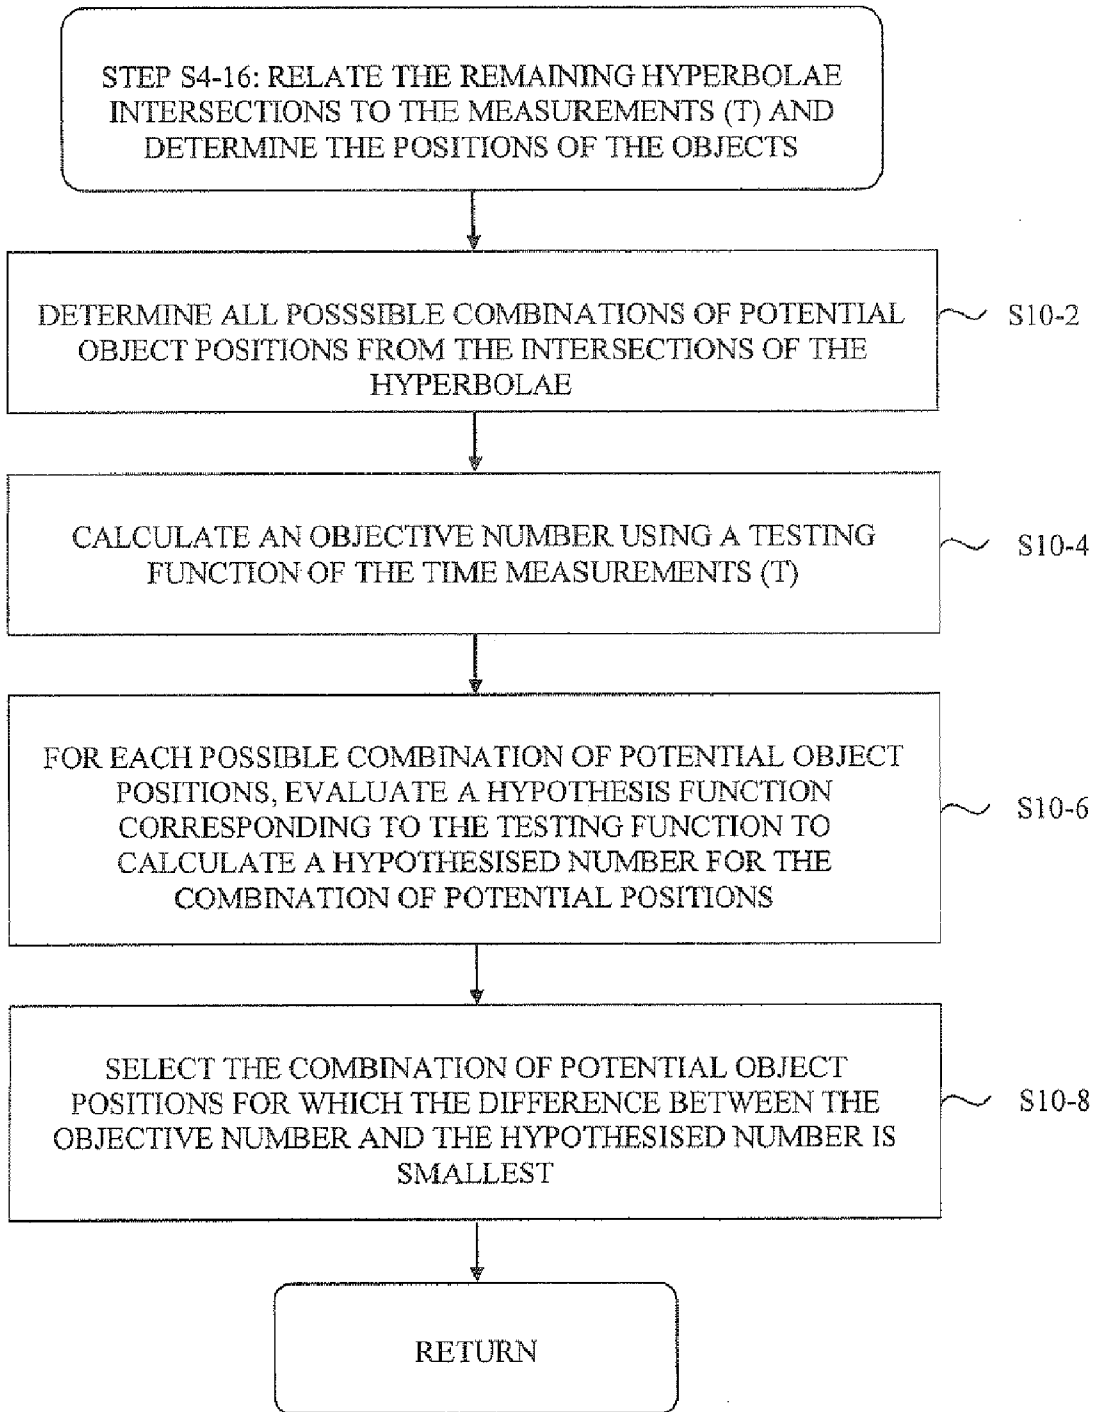 STEP S4-16: RELATE THE REMAINING HYPERBOLAE
INTERSECTIONS TO THE MEASUREMENTS (T) AND
DETERMINE THE POSITIONS OF THE OBJECTS
DETERMINE ALL POSSSIBLE COMBINATIONS OF POTENTIAL
OBJECT POSITIONS FROM THE INTERSECTIONS OF THE
HYPERBOLAE
S10-2
CALCULATE AN OBJECTIVE NUMBER USING A TESTING
FUNCTION OF THE TIME MEASUREMENTS (T)
S10-4
FOR EACH POSSIBLE COMBINATION OF POTENTIAL OBJECT
POSITIONS, EVALUATE A HYPOTHESIS FUNCTION
CORRESPONDING TO THE TESTING FUNCTION TO
CALCULATE A HYPOTHESISED NUMBER FOR THE
COMBINATION OF POTENTIAL POSITIONS
S10-6
SELECT THE COMBINATION OF POTENTIAL OBJECT
POSITIONS FOR WHICH THE DIFFERENCE BETWEEN THE
OBJECTIVE NUMBER AND THE HYPOTHESISED NUMBER IS
SMALLEST
S10-8
RETURN